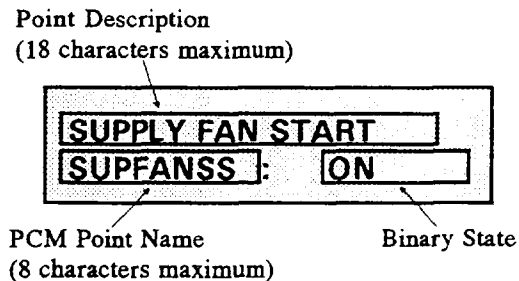 Point Description
(18 characters maximum)
SUPPLY FAN START
SUPFANSS : ON
PCM Point Name Binary State
(8 characters maximum)